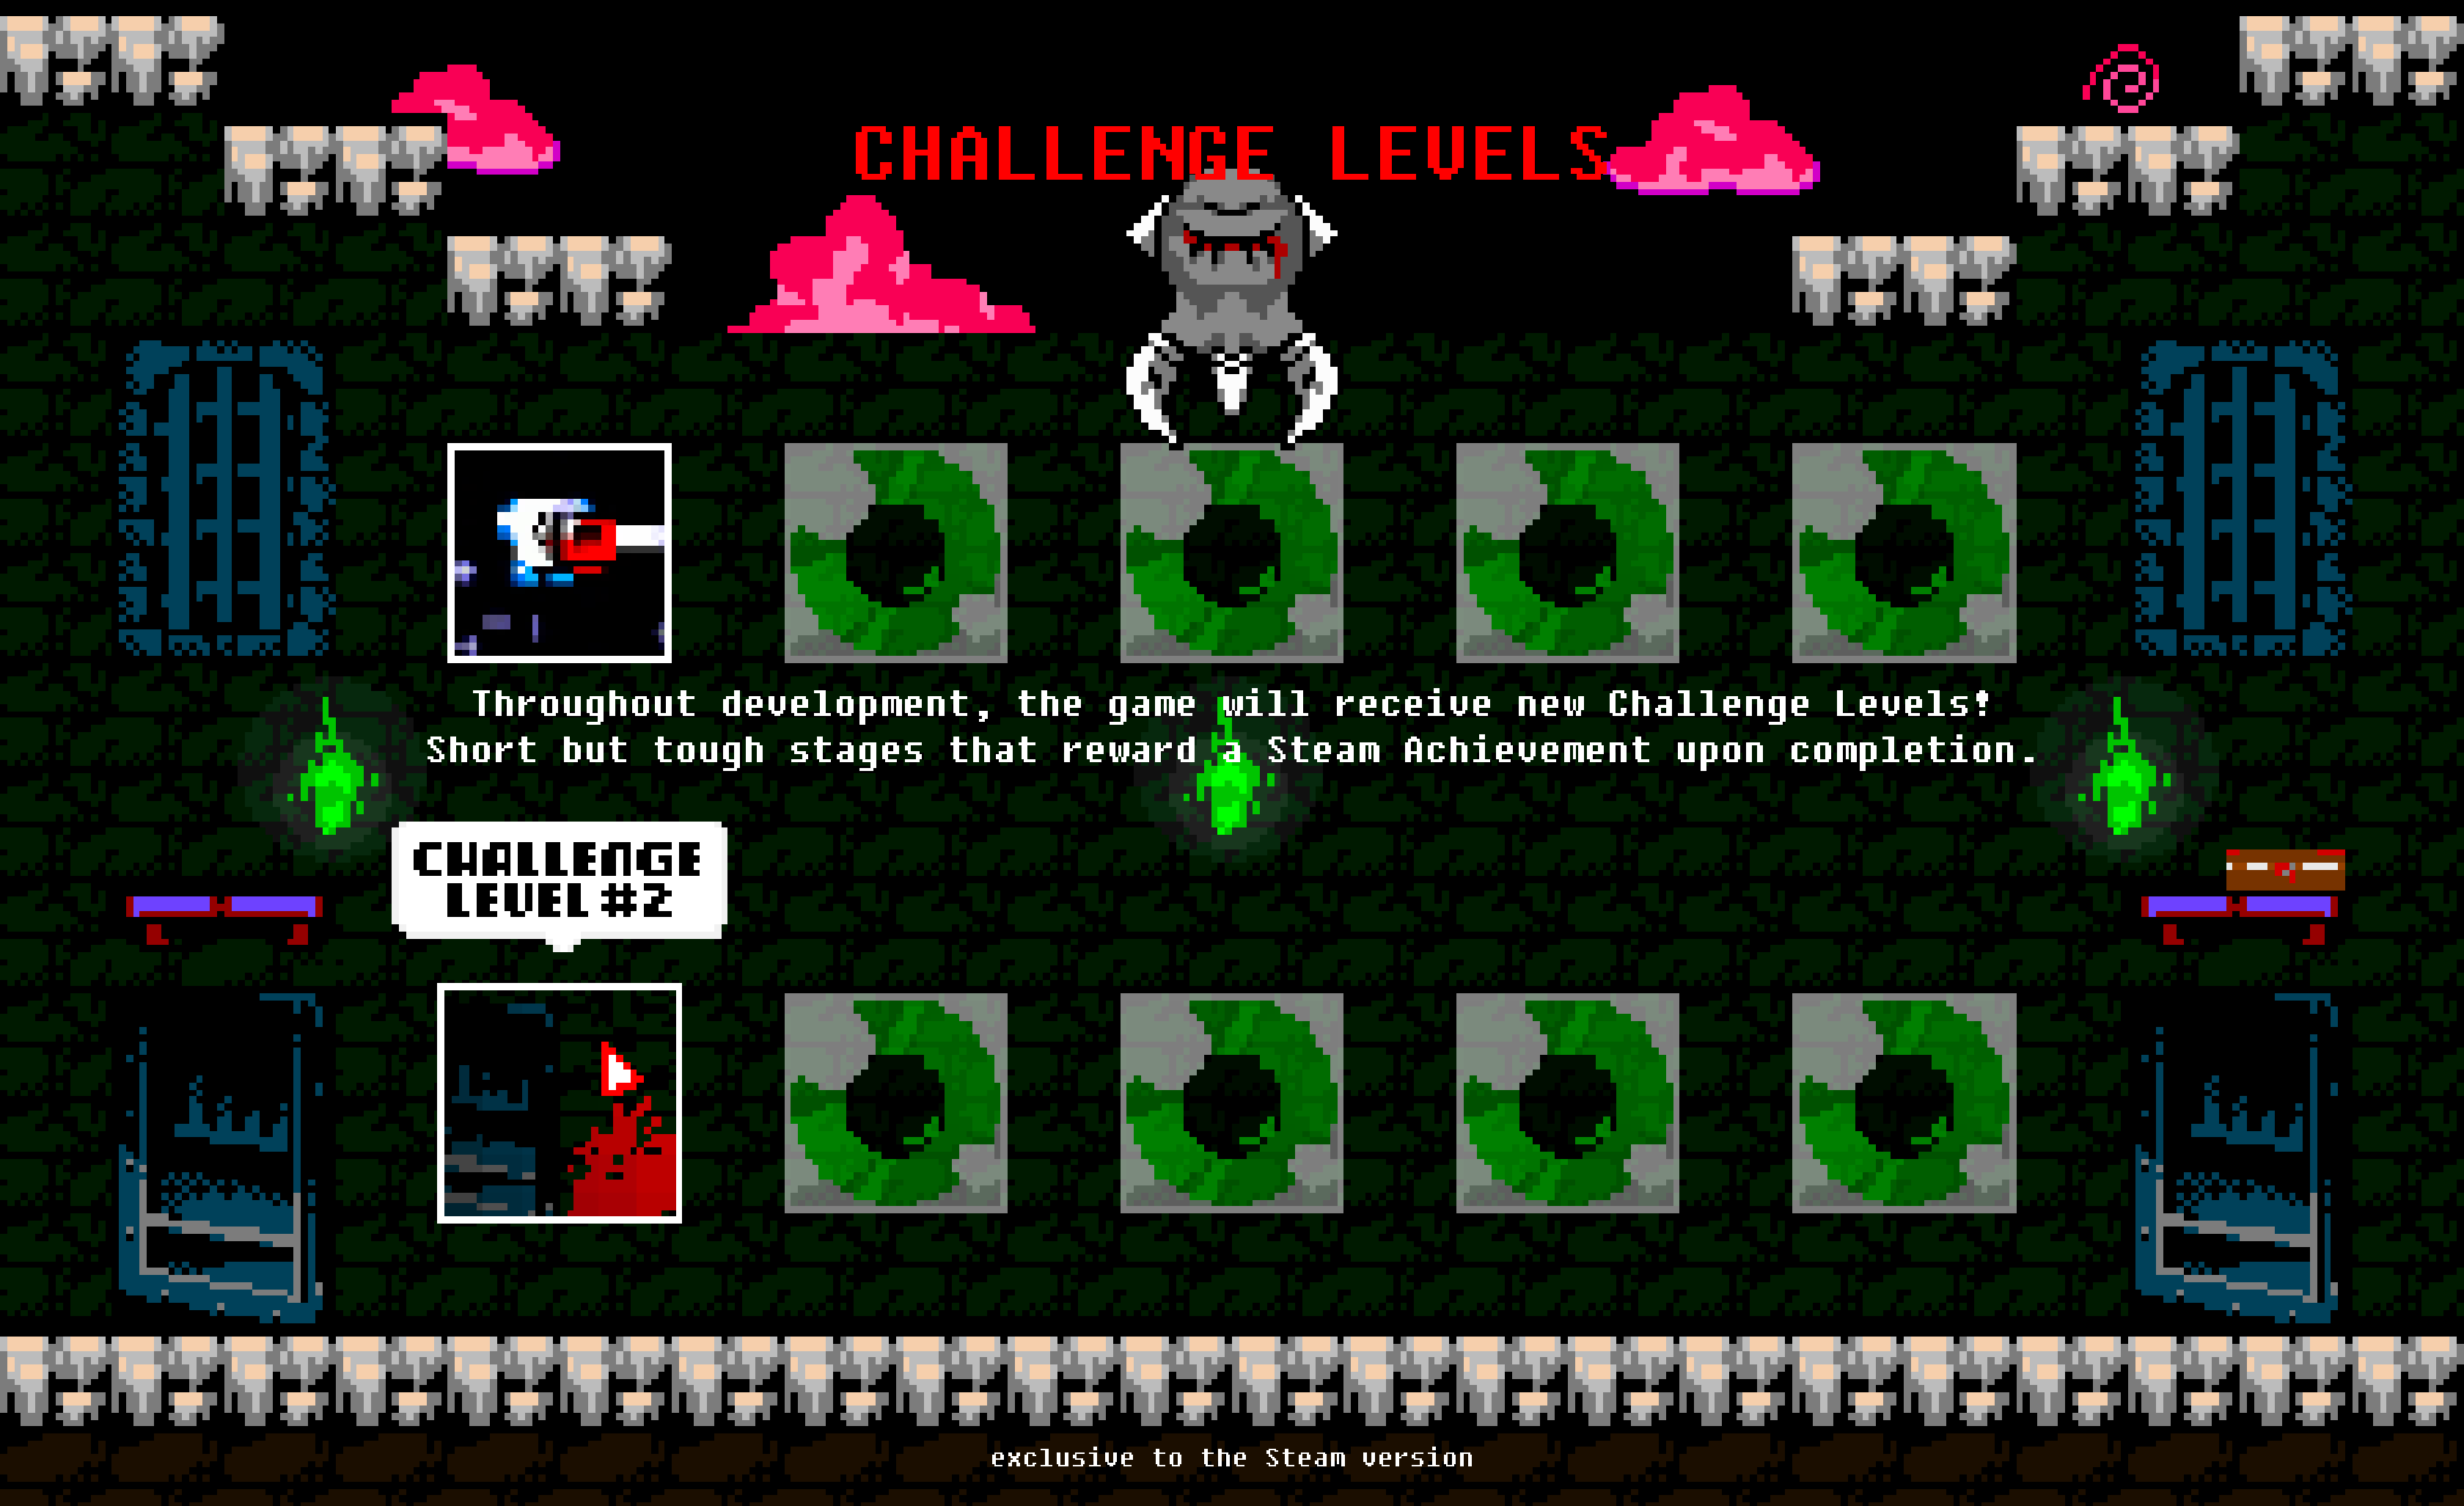 CHALLENGE LEVELS
Throughout development, the game will receive new Challenge Levels!
Short but tough stages that reward a Steam Achievement upon completion.
CHALLENGE
LEVEL #2
exclusive to the Steam version